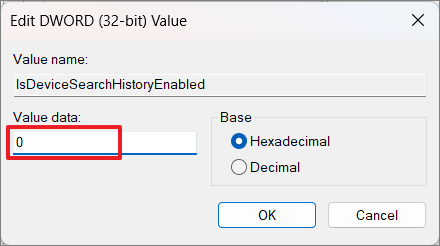 Edit DWORD (32-bit) Value
Value name:
IsDeviceSearchHistoryEnabled
Value data:
0
Base
Hexadecimal
Decimal
OK
Cancel